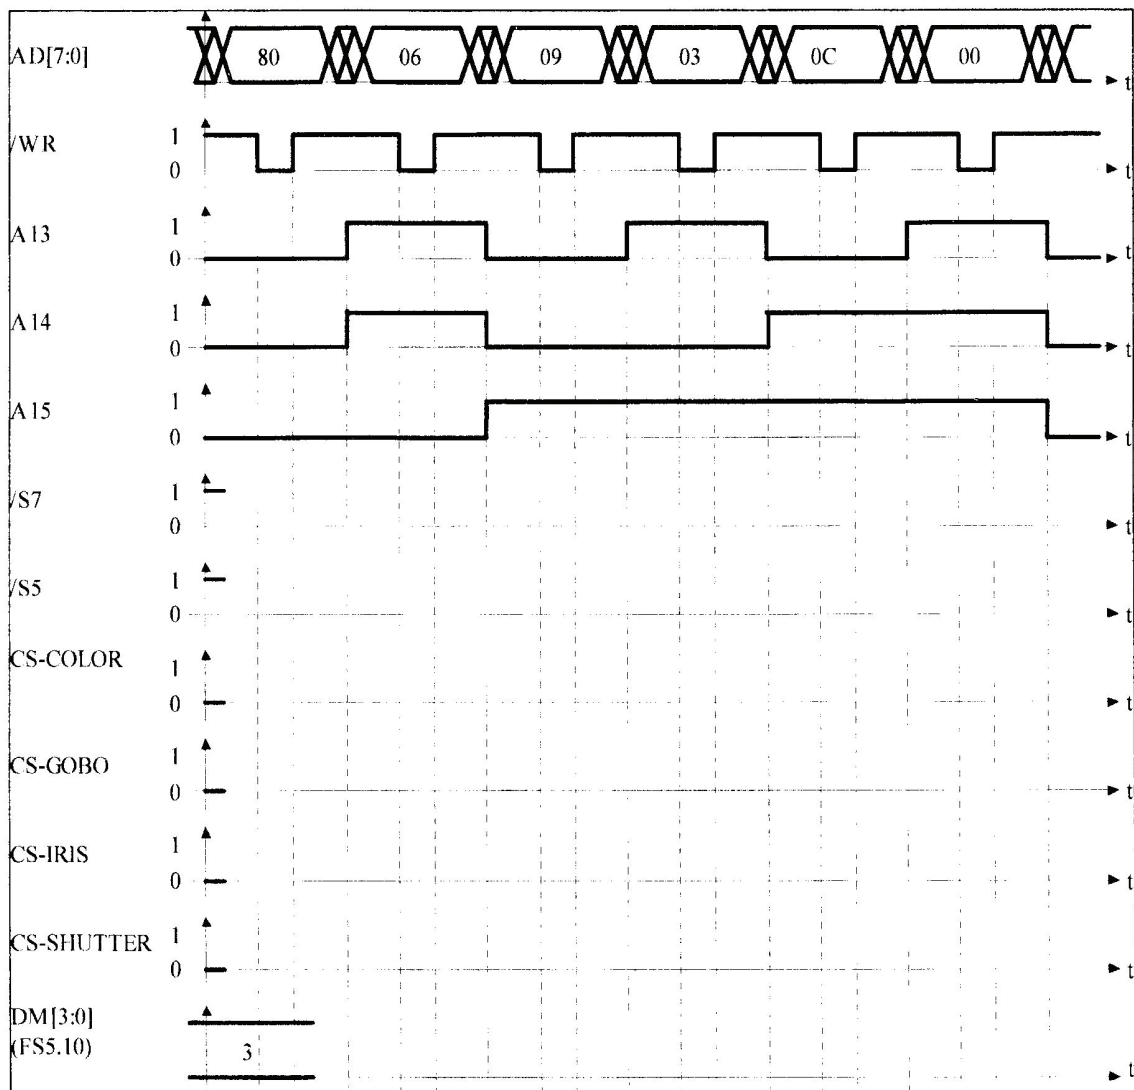 AD[7:0] 80 06 09 03 0C 00 t
/WR 1 0 t
A13 1 0 t
A14 1 0 t
A15 1 0 t
/S7 1 0 t
/S5 1 0 t
CS-COLOR 1 0 t
CS-GOBO 1 0 t
CS-IRIS 1 0 t
CS-SHUTTER 1 0 t
DM[3:0]
(FS5.10) 3 t